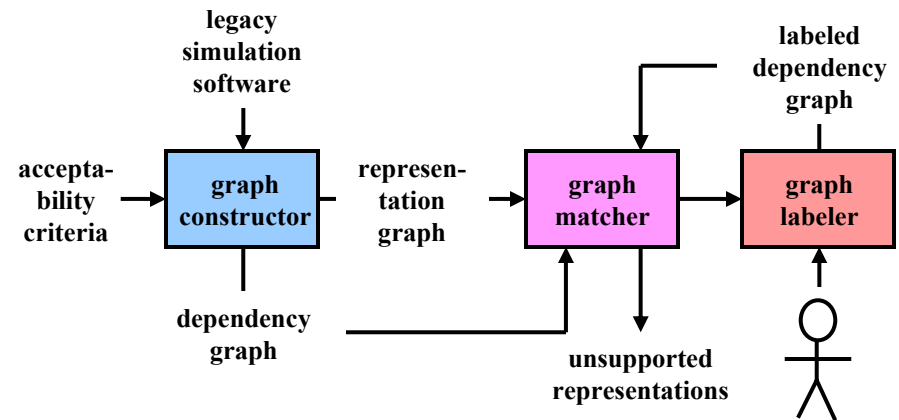 legacy
simulation
software
labeled
dependency
graph
accepta-
bility
criteria
graph
constructor
represen-
tation
graph
graph
matcher
graph
labeler
dependency
graph
unsupported
representations